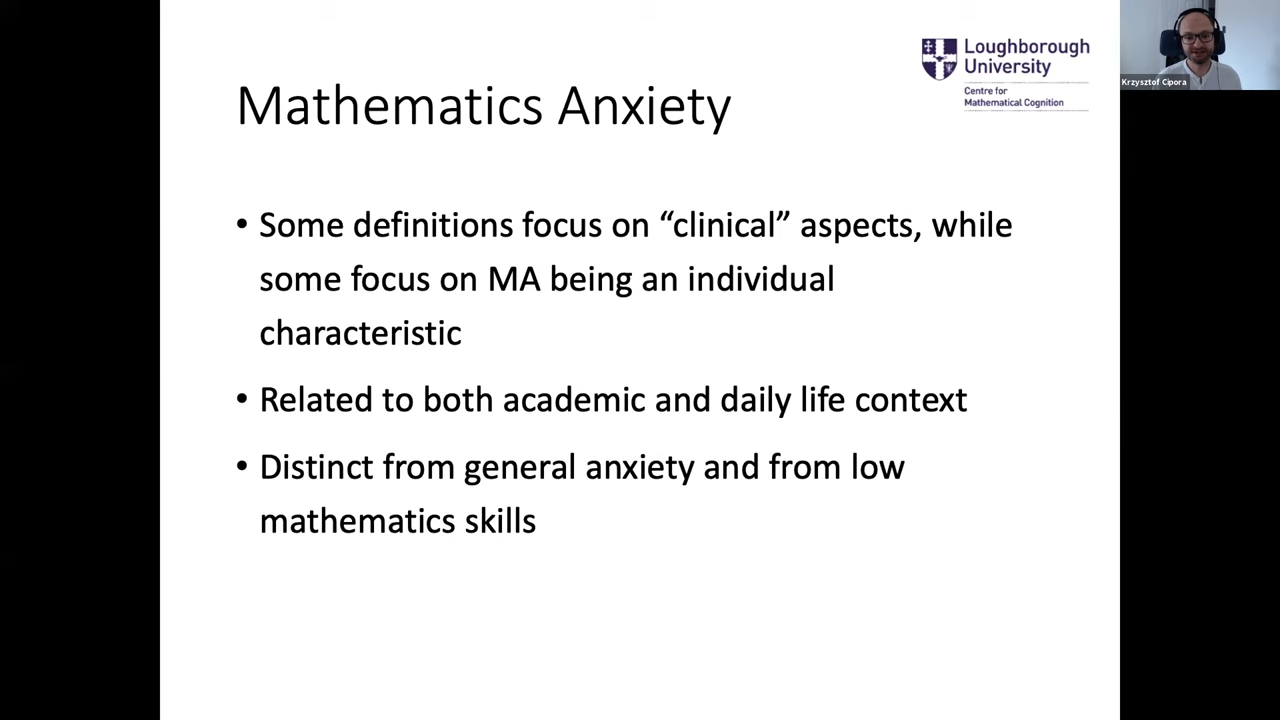 Mathematics Anxiety
Loughborough
University
Centre for
Mathematical Cognition
Krzysztof Cipora
• Some definitions focus on “clinical” aspects, while
some focus on MA being an individual
characteristic
• Related to both academic and daily life context
• Distinct from general anxiety and from low
mathematics skills